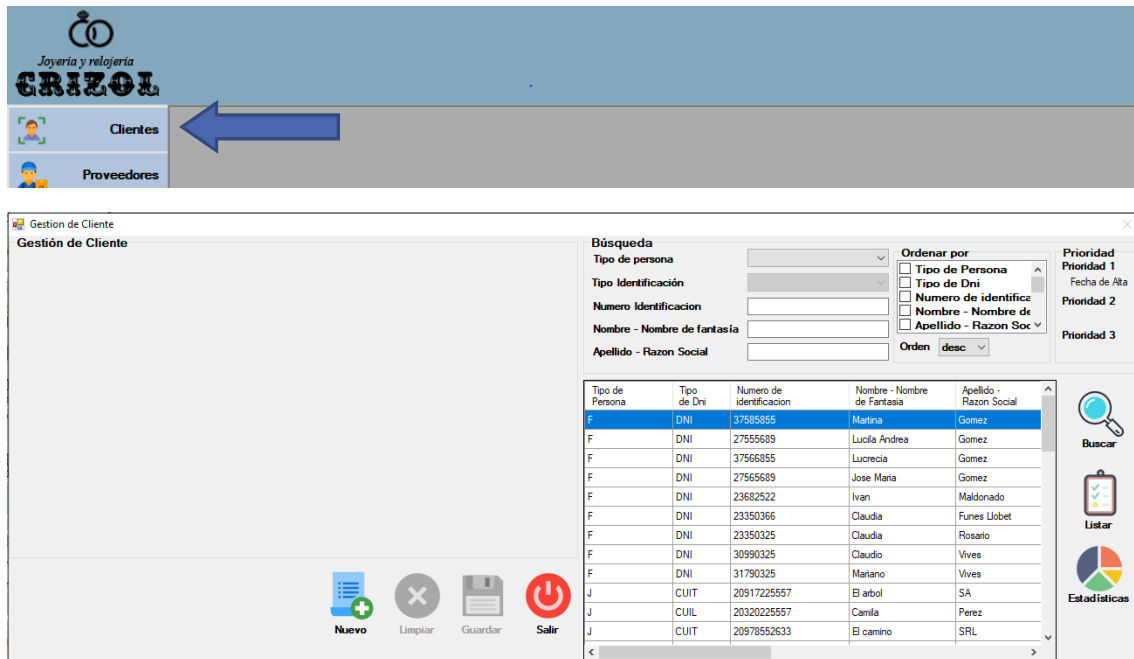 Joyeria y relojeria
CRIZOL
Clientes
Proveedores
Gestion de Cliente
Gestión de Cliente
Búsqueda
Tipo de persona
Tipo Identificación
Numero Identificacion
Nombre - Nombre de fantasia
Apellido - Razon Social
Ordenar por
Tipo de Persona
Tipo de Dni
Numero de identifica
Nombre - Nombre de
Apellido - Razon Soc
Orden desc
Prioridad
Prioridad 1
Fecha de Alta
Prioridad 2
Prioridad 3
Tipo de Persona Tipo de Dni Numero de identificacion Nombre - Nombre de Fantasia Apellido - Razon Social
F DNI 37585855 Martina Gomez
F DNI 27555689 Lucila Andrea Gomez
F DNI 37566855 Lucrecia Gomez
F DNI 27565689 Jose Maria Gomez
F DNI 23682522 Ivan Maldonado
F DNI 23350366 Claudia Funes Llobet
F DNI 23350325 Claudia Rosario
F DNI 30990325 Claudio Vives
F DNI 31790325 Mariano Vives
J CUIT 20917225557 El arbol SA
J CUIL 20320225557 Camila Perez
J CUIT 20978552633 El camino SRL
Buscar
Listar
Estadísticas
Nuevo
Limpiar
Guardar
Salir